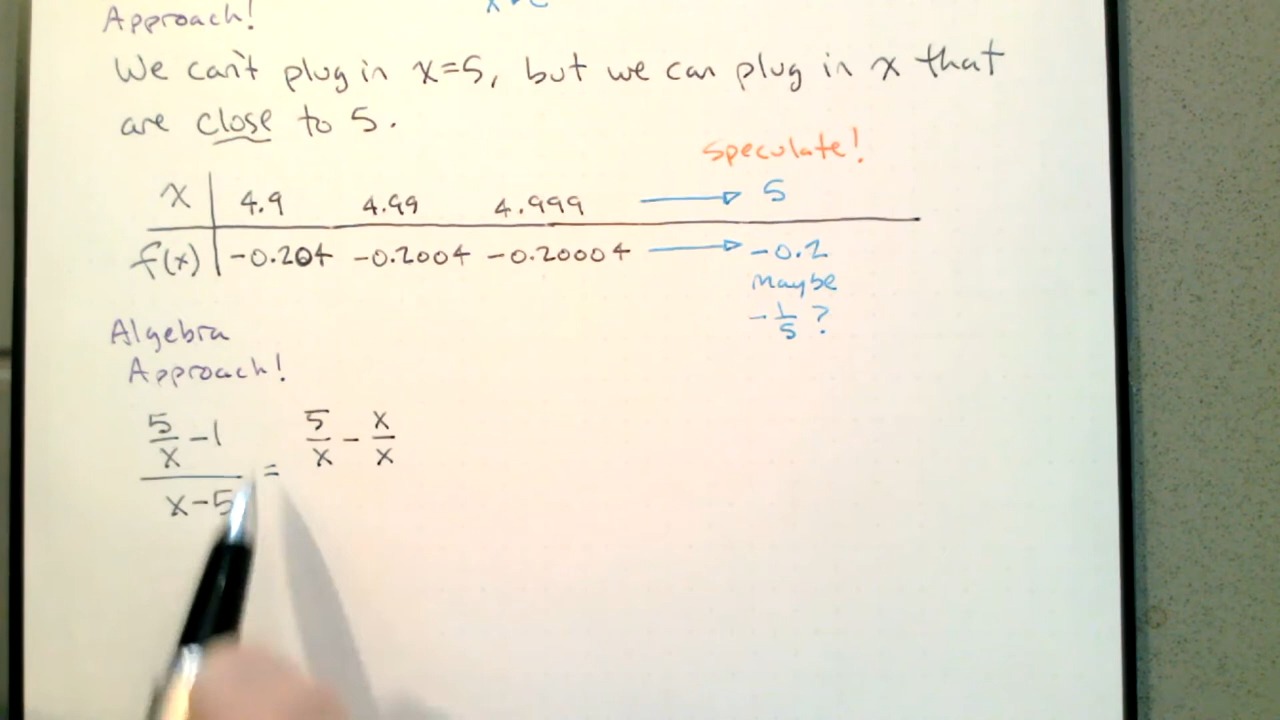 Approach!
We can't plug in x=5, but we can plug in x that
are close to 5.
speculate!
x | 4.9 4.99 4.999 → 5
f(x) | -0.204 -0.2004 -0.20004 → -0.2
Maybe
-1/5 ?
Algebra
Approach!
(5/x - 1)/(x-5) = 5/x - x/x